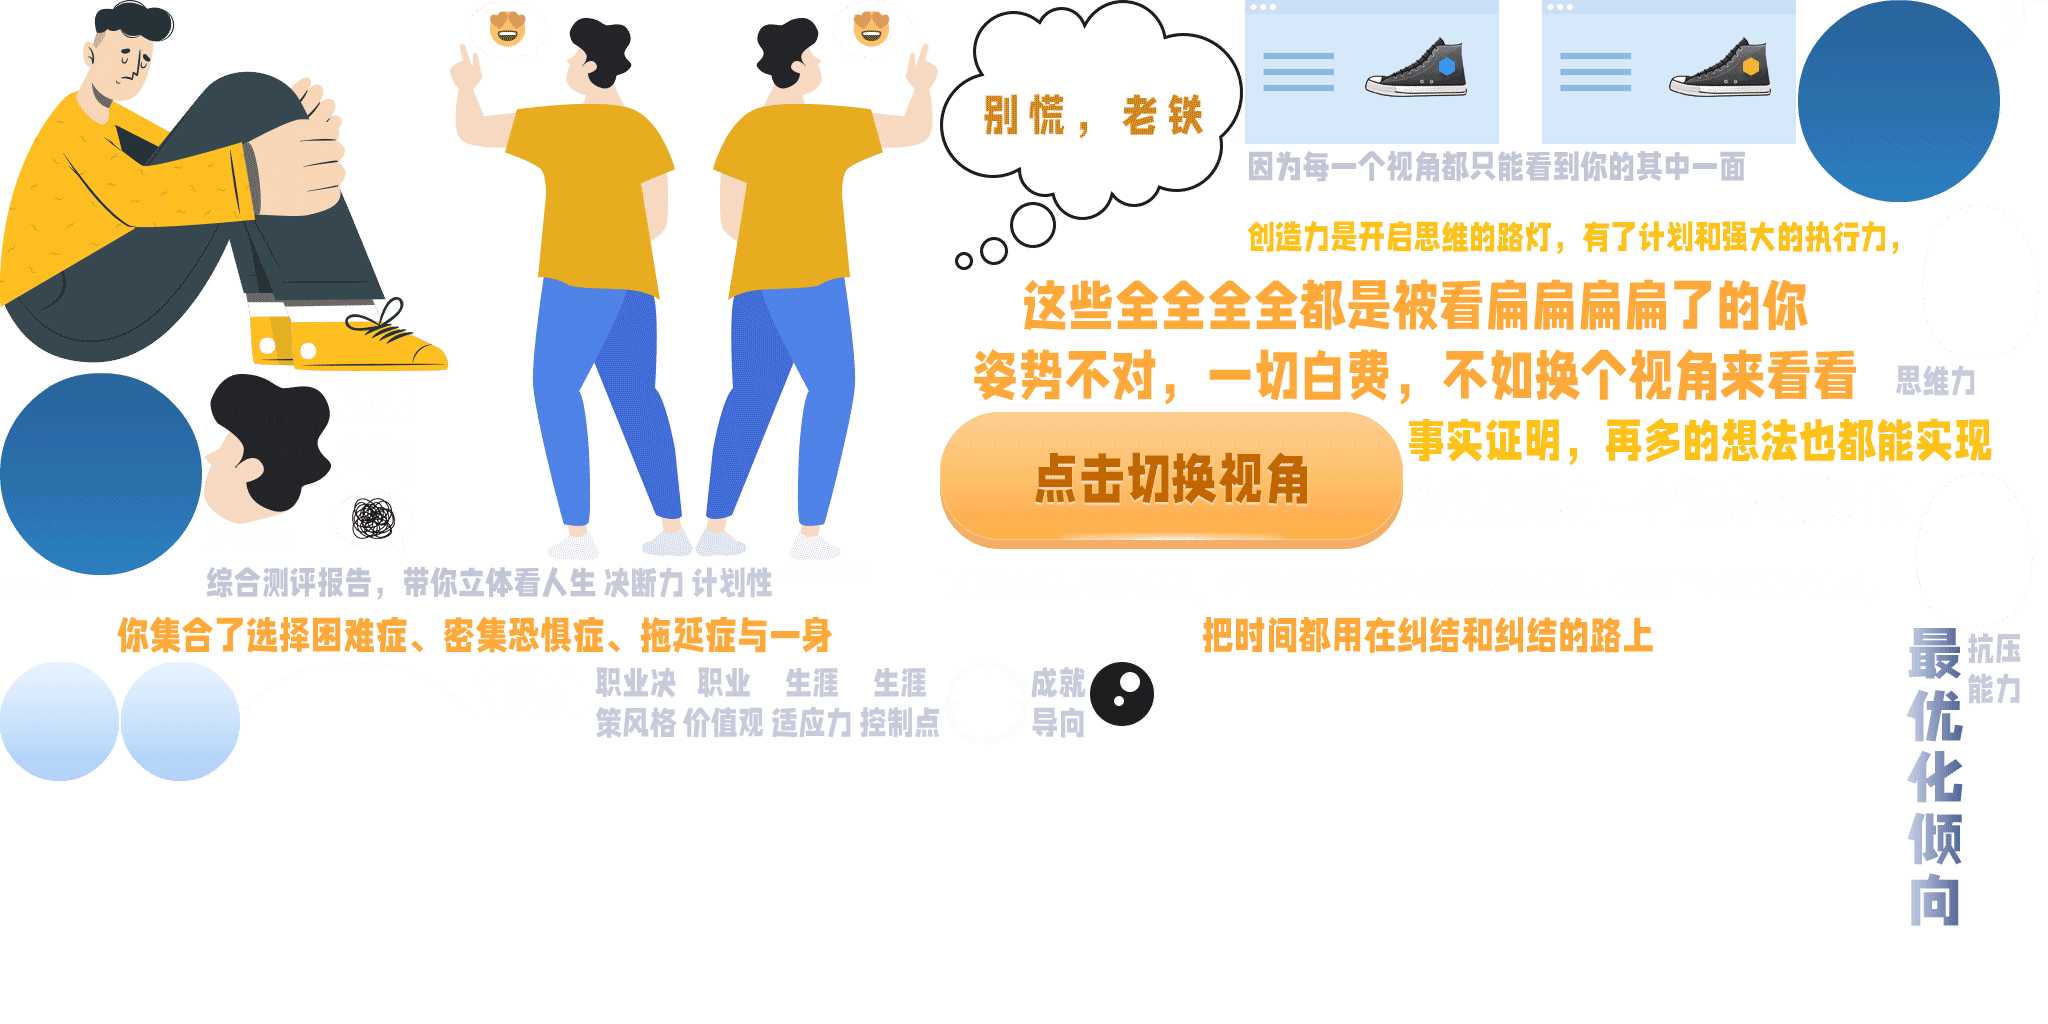 别慌，老铁
因为每一个视角都只能看到你的其中一面
创造力是开启思维的路灯，有了计划和强大的执行力，
这些全全全全都是被看扁扁扁扁了的你
姿势不对，一切白费，不如换个视角来看看
思维力
事实证明，再多的想法也都能实现
点击切换视角
综合测评报告，带你立体看人生
决断力
计划性
你集合了选择困难症、密集恐惧症、拖延症与一身
把时间都用在纠结和纠结的路上
职业决
策风格
职业
价值观
生涯
适应力
生涯
控制点
成就
导向
最优化倾向
抗压
能力